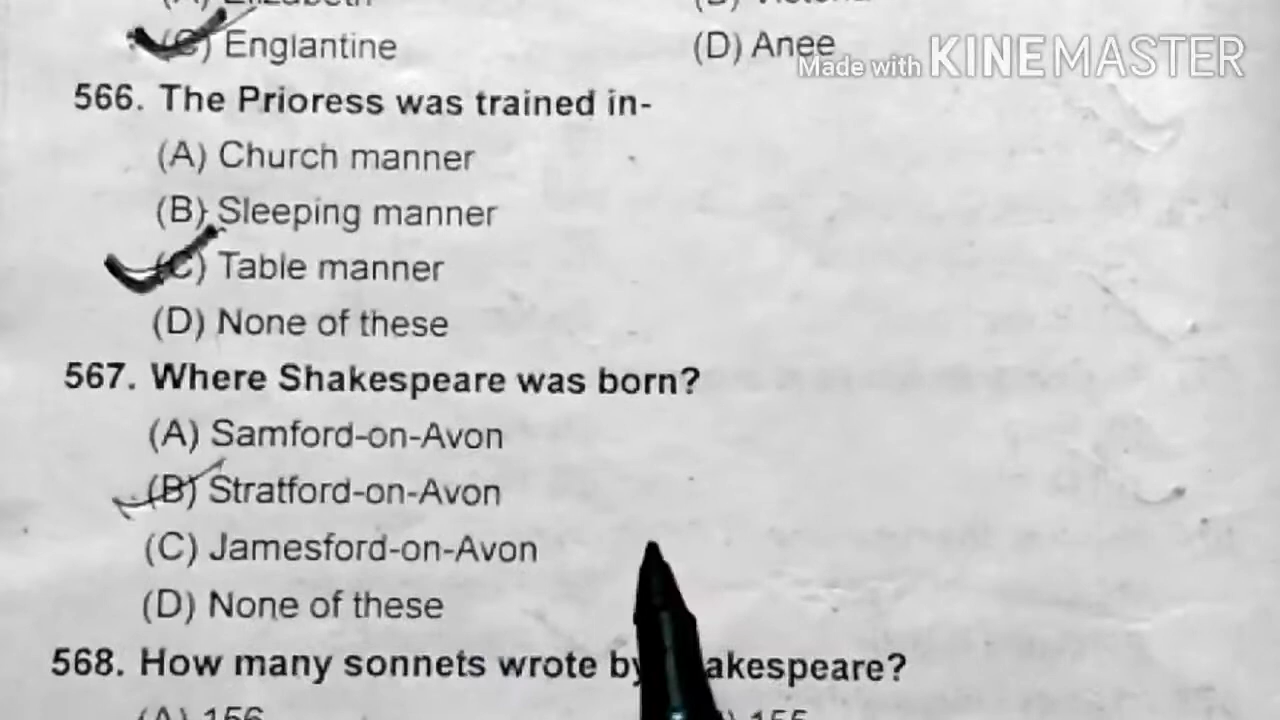 (C) Englantine (D) Anee
Made with KINEMASTER
566. The Prioress was trained in-
(A) Church manner
(B) Sleeping manner
(C) Table manner
(D) None of these
567. Where Shakespeare was born?
(A) Samford-on-Avon
(B) Stratford-on-Avon
(C) Jamesford-on-Avon
(D) None of these
568. How many sonnets wrote